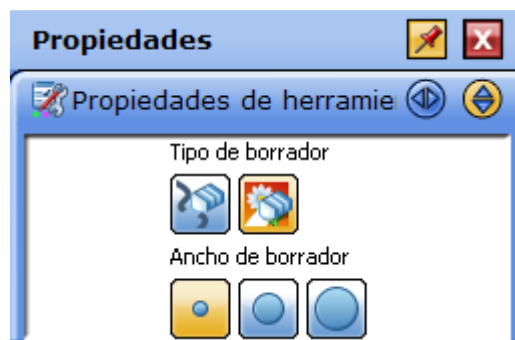 Propiedades
Propiedades de herramie
Tipo de borrador
Ancho de borrador